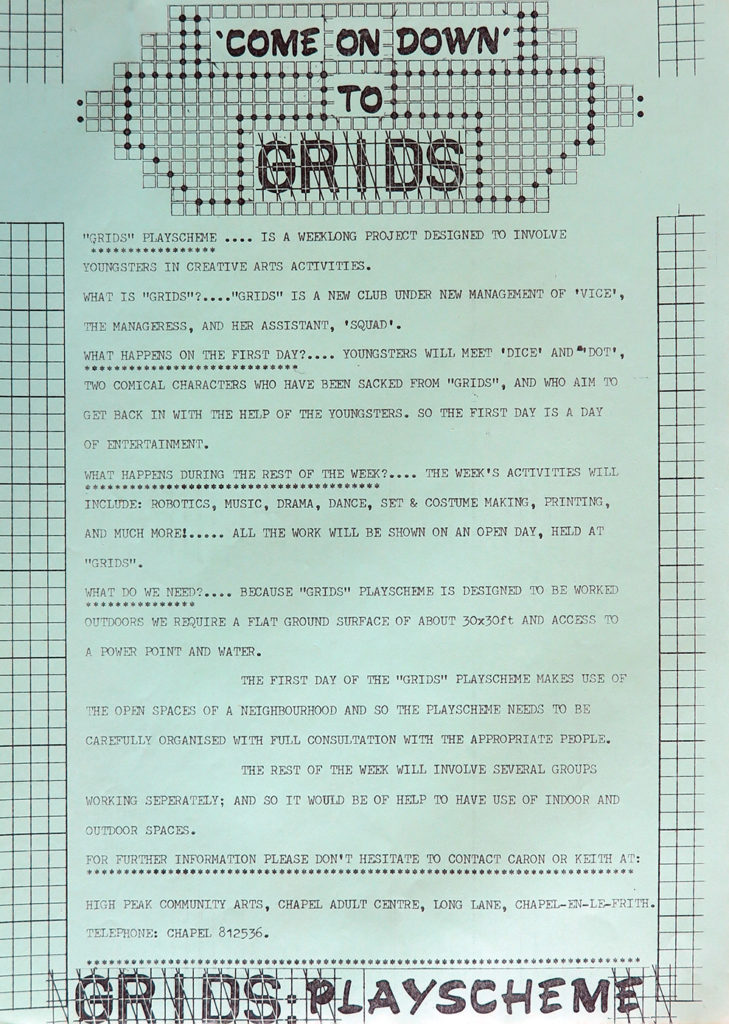 'COME ON DOWN'
TO
GRIDS
"GRIDS" PLAYSCHEME .... IS A WEEKLONG PROJECT DESIGNED TO INVOLVE
YOUNGSTERS IN CREATIVE ARTS ACTIVITIES.
WHAT IS "GRIDS"?...."GRIDS" IS A NEW CLUB UNDER NEW MANAGEMENT OF 'VICE',
THE MANAGERESS, AND HER ASSISTANT, 'SQUAD'.
WHAT HAPPENS ON THE FIRST DAY?.... YOUNGSTERS WILL MEET 'DICE' AND 'DOT',
TWO COMICAL CHARACTERS WHO HAVE BEEN SACKED FROM "GRIDS", AND WHO AIM TO
GET BACK IN WITH THE HELP OF THE YOUNGSTERS. SO THE FIRST DAY IS A DAY
OF ENTERTAINMENT.
WHAT HAPPENS DURING THE REST OF THE WEEK?.... THE WEEK'S ACTIVITIES WILL
INCLUDE: ROBOTICS, MUSIC, DRAMA, DANCE, SET & COSTUME MAKING, PRINTING,
AND MUCH MORE!..... ALL THE WORK WILL BE SHOWN ON AN OPEN DAY, HELD AT
"GRIDS".
WHAT DO WE NEED?.... BECAUSE "GRIDS" PLAYSCHEME IS DESIGNED TO BE WORKED
OUTDOORS WE REQUIRE A FLAT GROUND SURFACE OF ABOUT 30x30ft AND ACCESS TO
A POWER POINT AND WATER.
THE FIRST DAY OF THE "GRIDS" PLAYSCHEME MAKES USE OF
THE OPEN SPACES OF A NEIGHBOURHOOD AND SO THE PLAYSCHEME NEEDS TO BE
CAREFULLY ORGANISED WITH FULL CONSULTATION WITH THE APPROPRIATE PEOPLE.
THE REST OF THE WEEK WILL INVOLVE SEVERAL GROUPS
WORKING SEPERATELY; AND SO IT WOULD BE OF HELP TO HAVE USE OF INDOOR AND
OUTDOOR SPACES.
FOR FURTHER INFORMATION PLEASE DON'T HESITATE TO CONTACT CARON OR KEITH AT:
HIGH PEAK COMMUNITY ARTS, CHAPEL ADULT CENTRE, LONG LANE, CHAPEL-EN-LE-FRITH.
TELEPHONE: CHAPEL 812536.
GRIDS: PLAYSCHEME